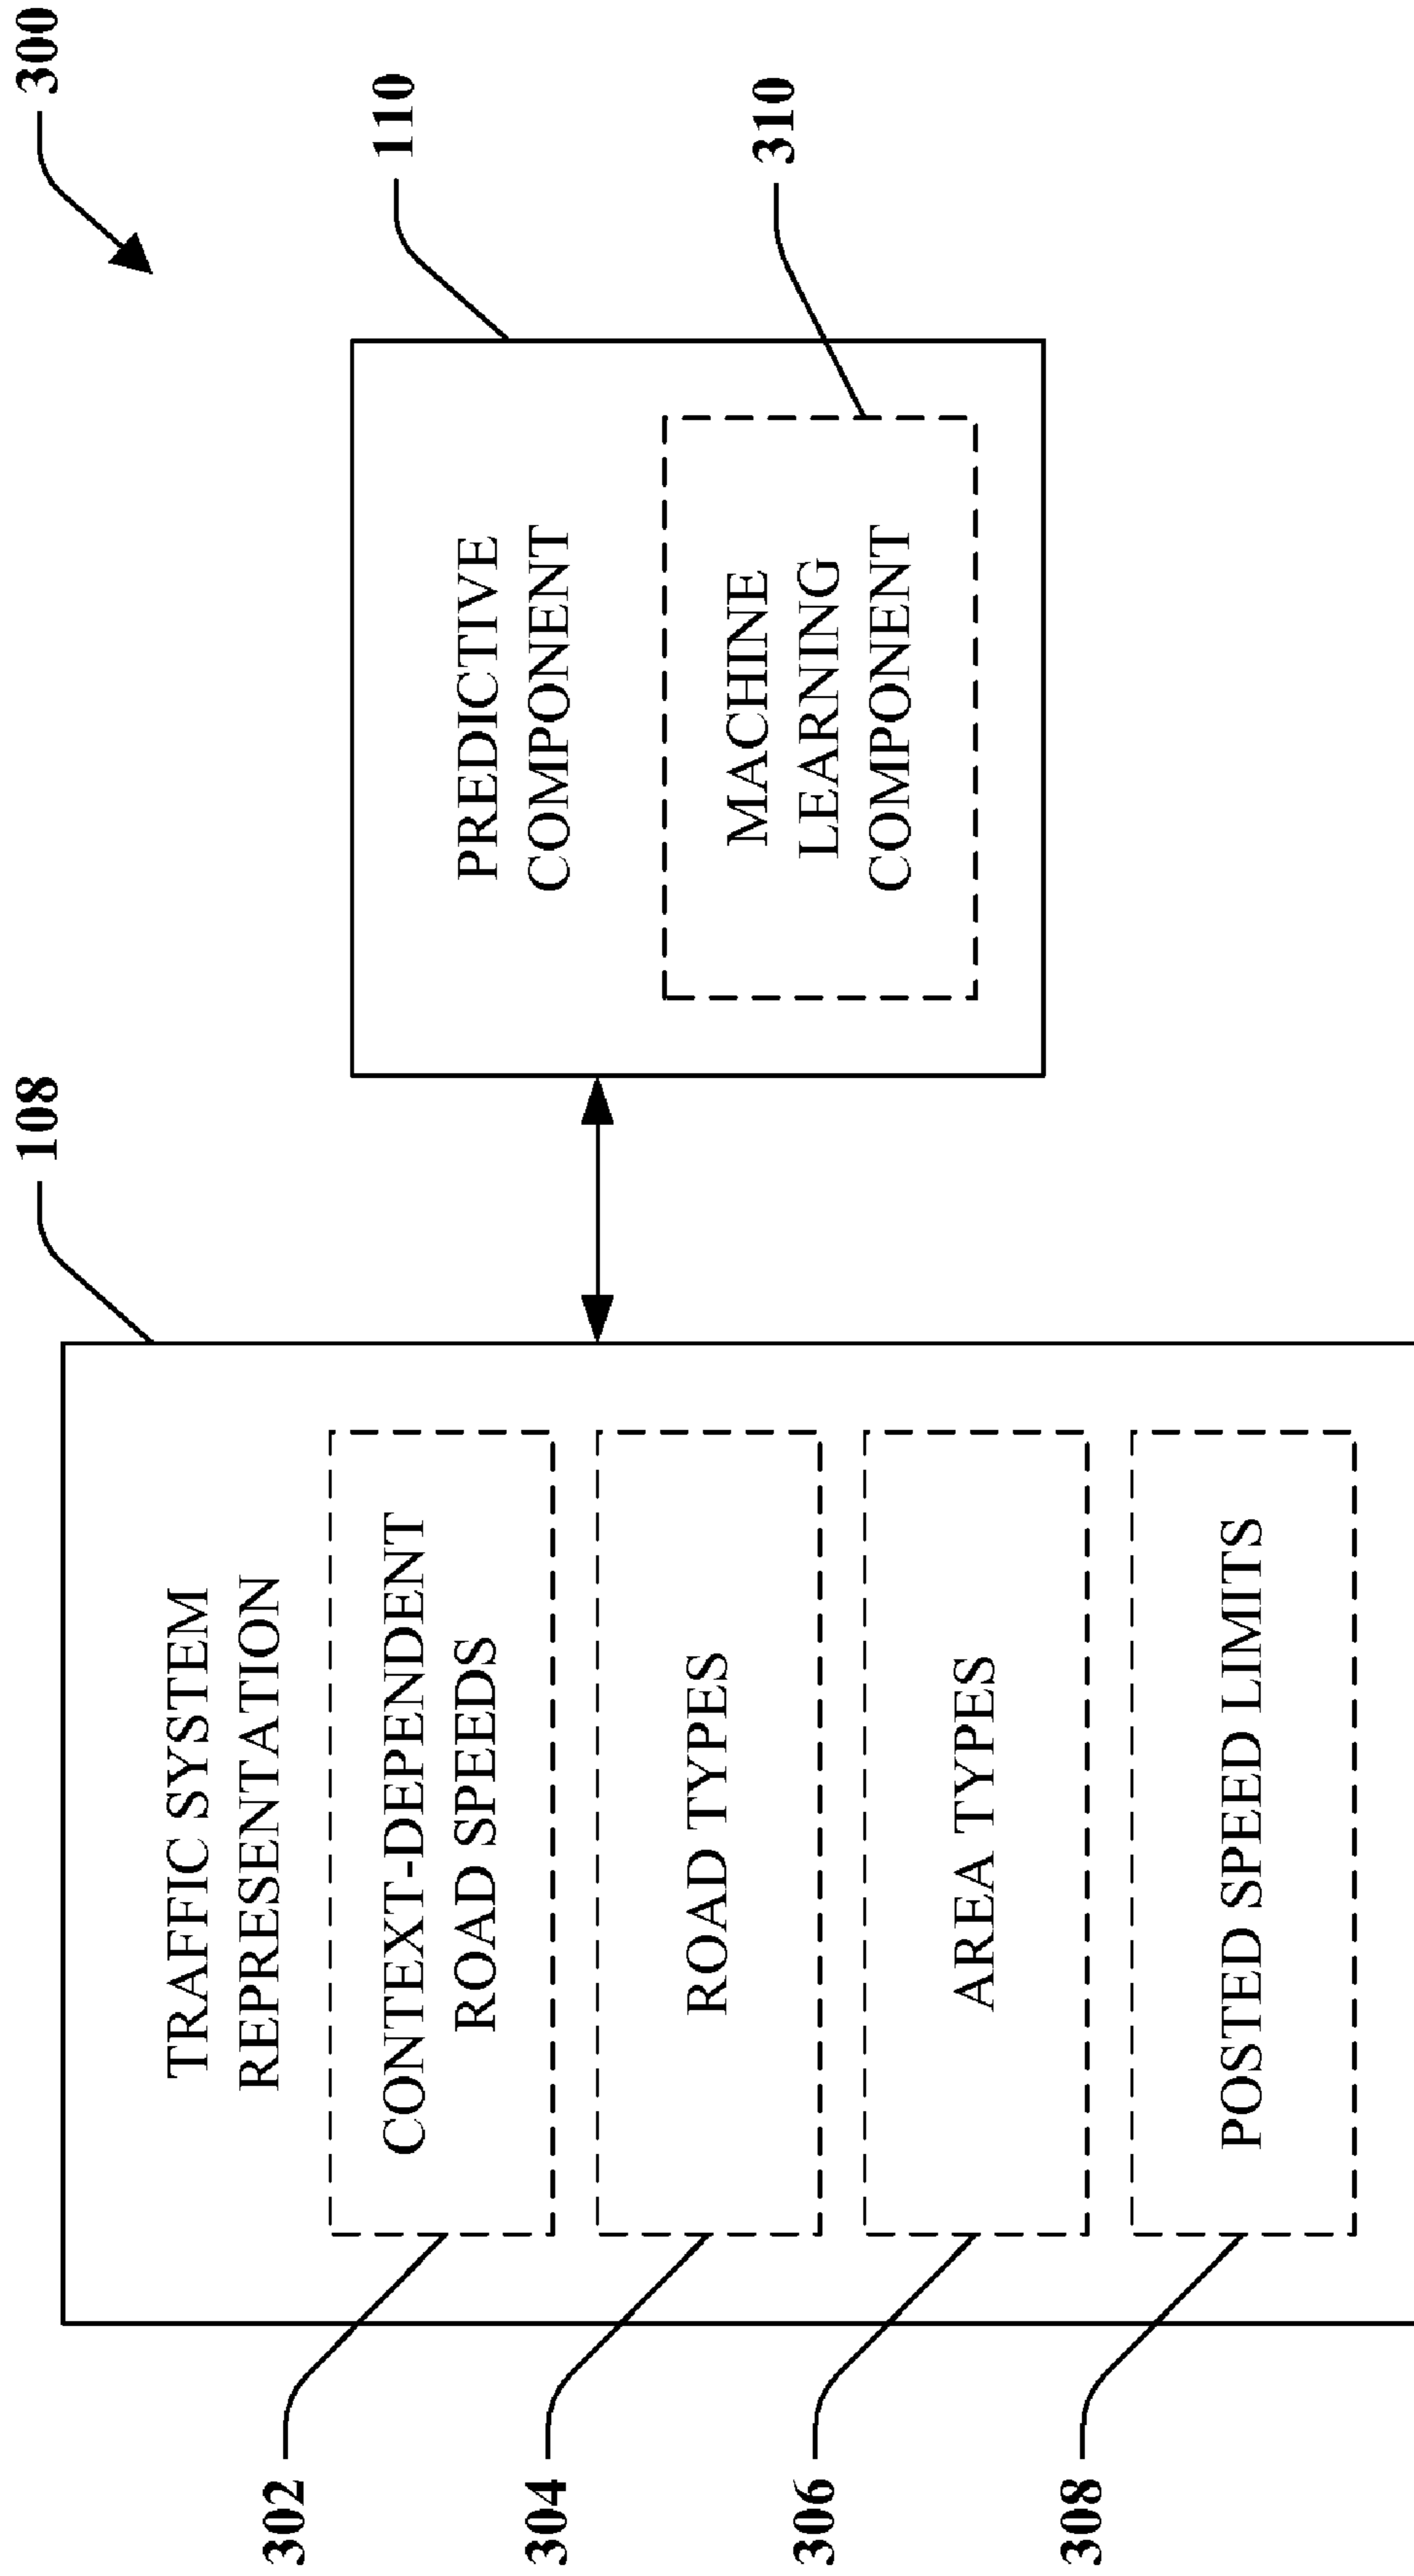 300
108
TRAFFIC SYSTEM
REPRESENTATION
302
CONTEXT-DEPENDENT
ROAD SPEEDS
304
ROAD TYPES
306
AREA TYPES
308
POSTED SPEED LIMITS
110
PREDICTIVE
COMPONENT
310
MACHINE
LEARNING
COMPONENT